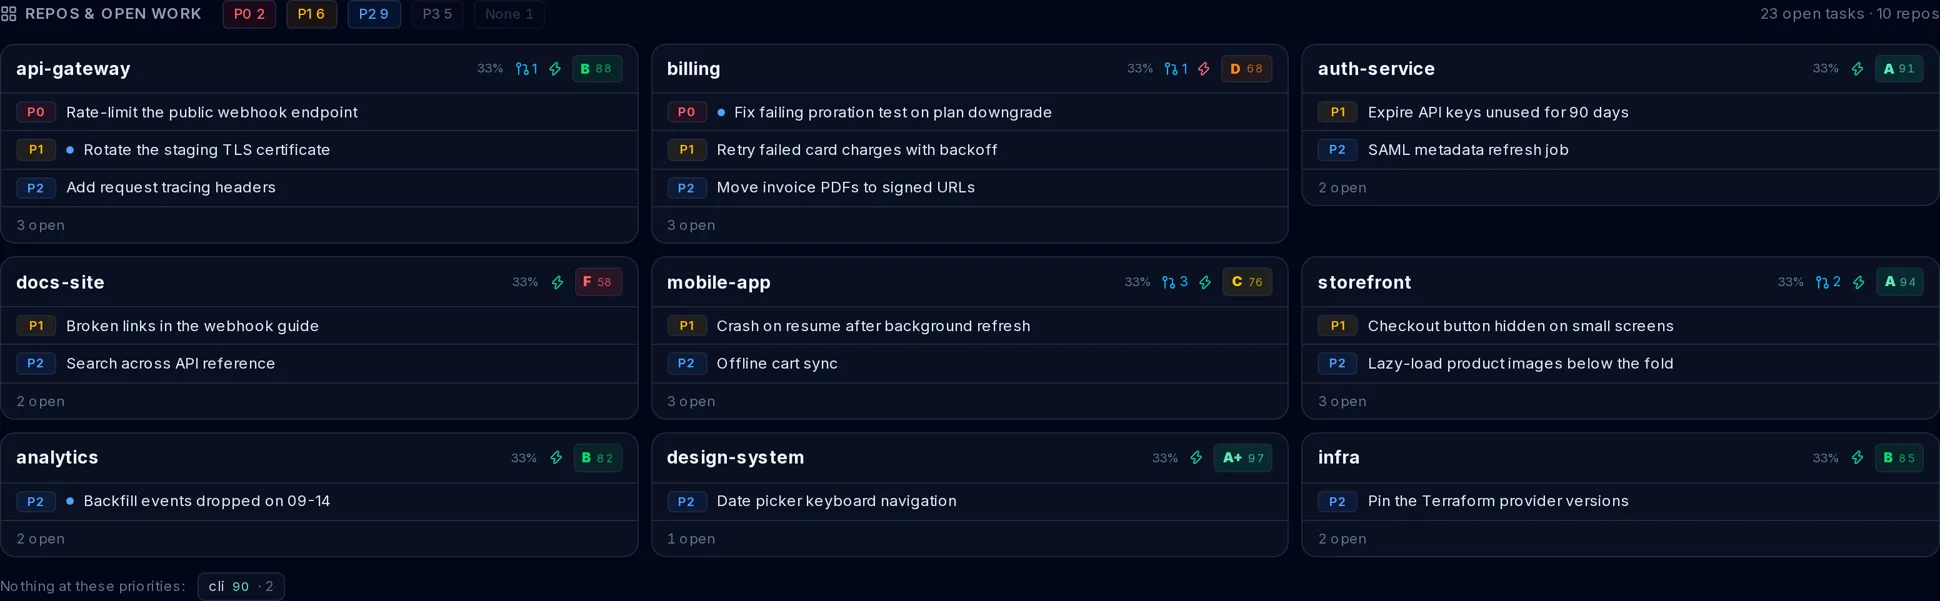 REPOS & OPEN WORK P0 2 P1 6 P2 9 P3 5 None 1 23 open tasks · 10 repos
api-gateway 33% 1 B 88
P0 Rate-limit the public webhook endpoint
P1 Rotate the staging TLS certificate
P2 Add request tracing headers
3 open
billing 33% 1 D 68
P0 Fix failing proration test on plan downgrade
P1 Retry failed card charges with backoff
P2 Move invoice PDFs to signed URLs
3 open
auth-service 33% A 91
P1 Expire API keys unused for 90 days
P2 SAML metadata refresh job
2 open
docs-site 33% F 58
P1 Broken links in the webhook guide
P2 Search across API reference
2 open
mobile-app 33% 3 C 76
P1 Crash on resume after background refresh
P2 Offline cart sync
3 open
storefront 33% 2 A 94
P1 Checkout button hidden on small screens
P2 Lazy-load product images below the fold
3 open
analytics 33% B 82
P2 Backfill events dropped on 09-14
2 open
design-system 33% A+ 97
P2 Date picker keyboard navigation
1 open
infra 33% B 85
P2 Pin the Terraform provider versions
2 open
Nothing at these priorities: cli 90 · 2